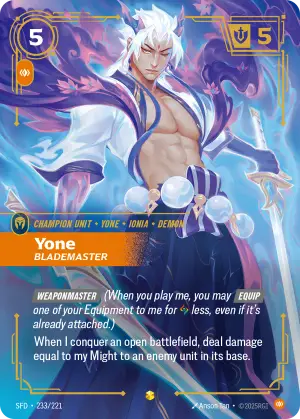 5
5
CHAMPION UNIT • YONE • IONIA • DEMON
Yone
BLADEMASTER
WEAPONMASTER (When you play me, you may EQUIP
one of your Equipment to me for less, even if it's
already attached.)
When I conquer an open battlefield, deal damage
equal to my Might to an enemy unit in its base.
SFD • 233/221
Anson Tan • ©2025RGI